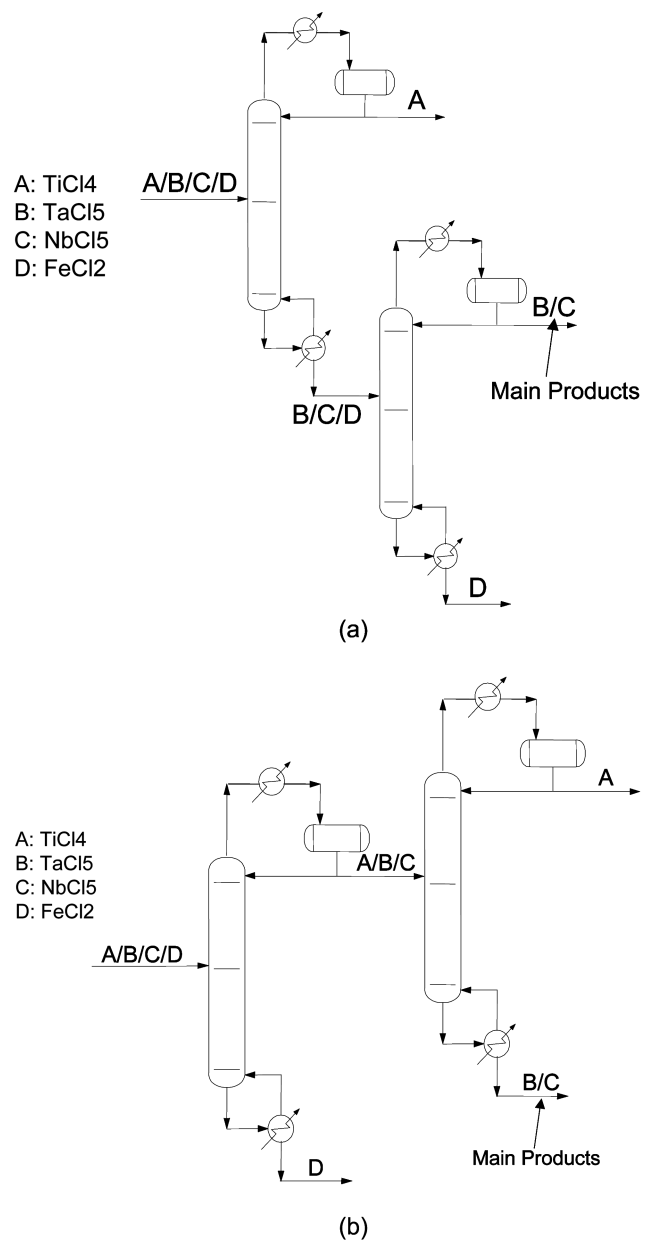 A
A: TiCl4
B: TaCl5
C: NbCl5
D: FeCl2
A/B/C/D
B/C
Main Products
B/C/D
D
(a)
A
A: TiCl4
B: TaCl5
C: NbCl5
D: FeCl2
A/B/C
A/B/C/D
B/C
Main Products
D
(b)